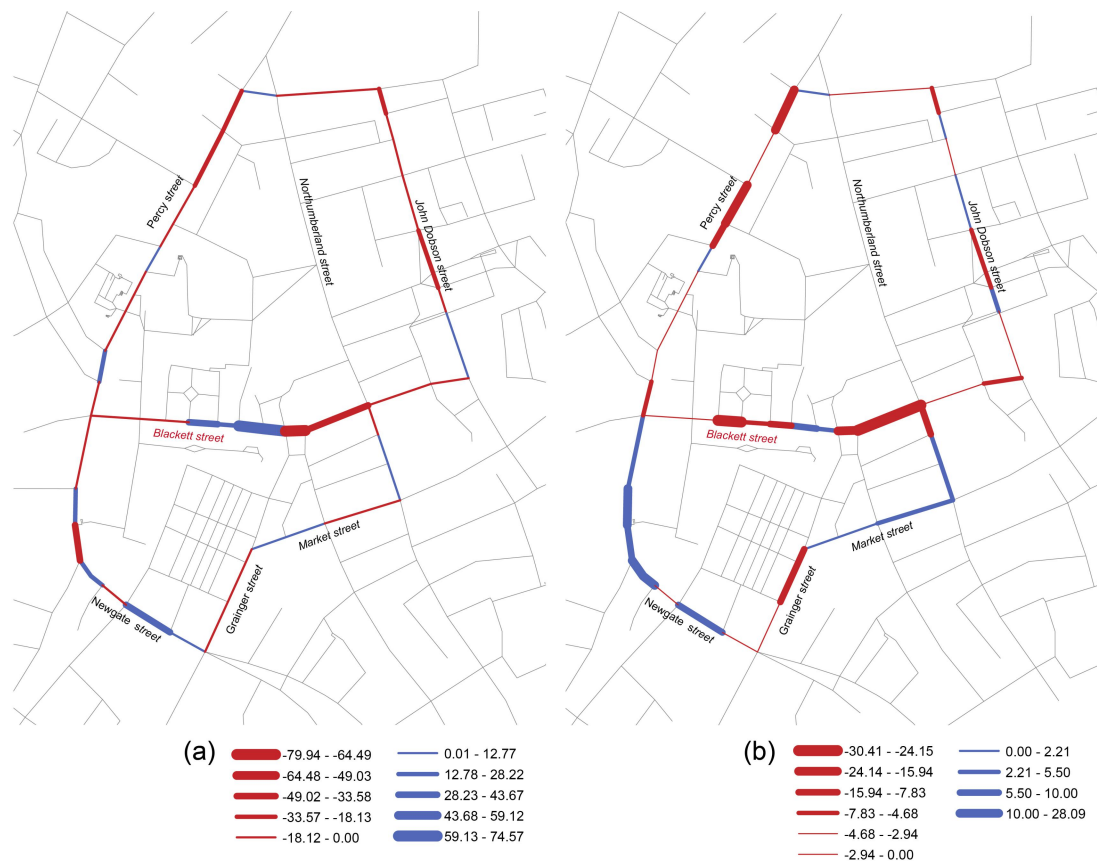 Percy street
Northumberland street
John Dobson street
Blackett street
Market street
Grainger street
Newgate street
(a)
-79.94 - -64.49
-64.48 - -49.03
-49.02 - -33.58
-33.57 - -18.13
-18.12 - 0.00
0.01 - 12.77
12.78 - 28.22
28.23 - 43.67
43.68 - 59.12
59.13 - 74.57
Percy street
Northumberland street
John Dobson street
Blackett street
Market street
Grainger street
Newgate street
(b)
-30.41 - -24.15
-24.14 - -15.94
-15.94 - -7.83
-7.83 - -4.68
-4.68 - -2.94
-2.94 - 0.00
0.00 - 2.21
2.21 - 5.50
5.50 - 10.00
10.00 - 28.09